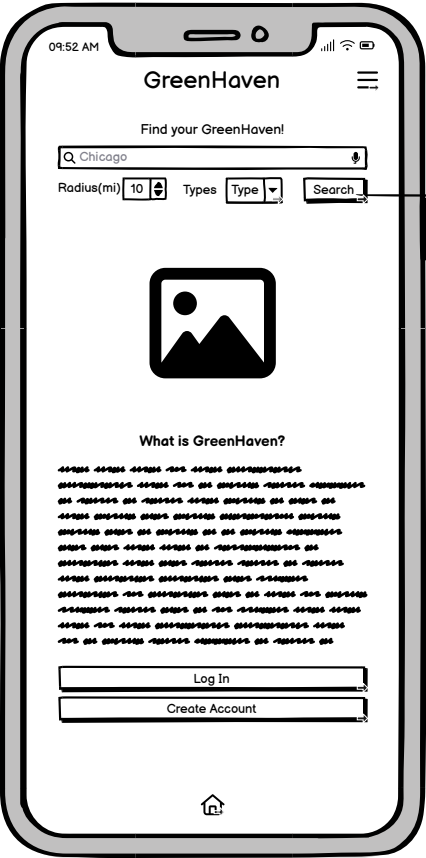 09:52 AM
GreenHaven
Find your GreenHaven!
Chicago
Radius(mi) 10 Types Type Search
What is GreenHaven?
Log In
Create Account